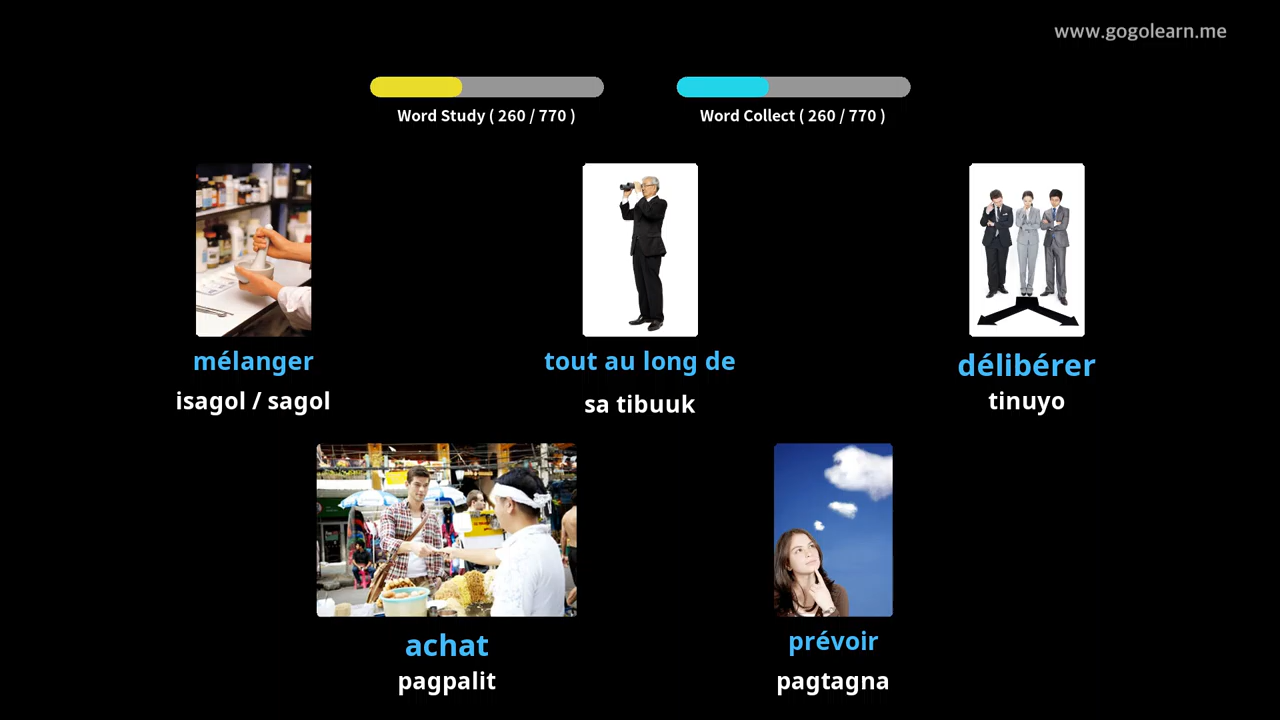 www.gogolearn.me
Word Study ( 260 / 770 )
Word Collect ( 260 / 770 )
mélanger
isagol / sagol
tout au long de
sa tibuuk
délibérer
tinuyo
achat
pagpalit
prévoir
pagtagna